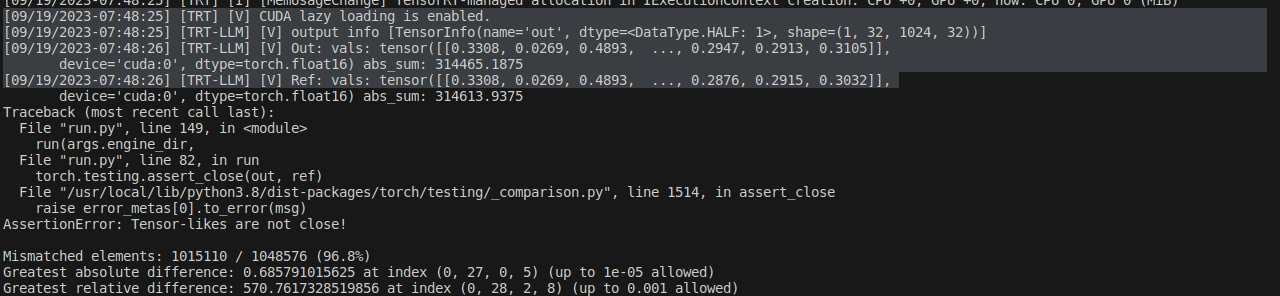 [09/19/2023-07:48:25] [TRT] [I] [MemUsageChange] TensorRT-managed allocation in IExecutionContext creation: CPU +0, GPU +0, now: CPU 0, GPU 0 (MiB)
[09/19/2023-07:48:25] [TRT] [V] CUDA lazy loading is enabled.
[09/19/2023-07:48:25] [TRT-LLM] [V] output info [TensorInfo(name='out', dtype=<DataType.HALF: 1>, shape=(1, 32, 1024, 32))]
[09/19/2023-07:48:26] [TRT-LLM] [V] Out: vals: tensor([[0.3308, 0.0269, 0.4893,  ..., 0.2947, 0.2913, 0.3105]],
       device='cuda:0', dtype=torch.float16) abs_sum: 314465.1875
[09/19/2023-07:48:26] [TRT-LLM] [V] Ref: vals: tensor([[0.3308, 0.0269, 0.4893,  ..., 0.2876, 0.2915, 0.3032]],
       device='cuda:0', dtype=torch.float16) abs_sum: 314613.9375
Traceback (most recent call last):
  File "run.py", line 149, in <module>
    run(args.engine_dir,
  File "run.py", line 82, in run
    torch.testing.assert_close(out, ref)
  File "/usr/local/lib/python3.8/dist-packages/torch/testing/_comparison.py", line 1514, in assert_close
    raise error_metas[0].to_error(msg)
AssertionError: Tensor-likes are not close!

Mismatched elements: 1015110 / 1048576 (96.8%)
Greatest absolute difference: 0.685791015625 at index (0, 27, 0, 5) (up to 1e-05 allowed)
Greatest relative difference: 570.7617328519856 at index (0, 28, 2, 8) (up to 0.001 allowed)